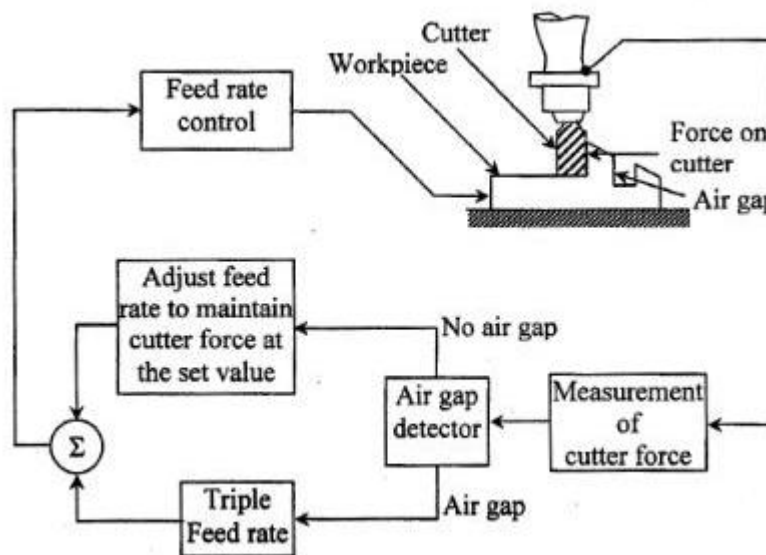 Cutter
Workpiece
Feed rate
control
Force on
cutter
Air gap
Adjust feed
rate to maintain
cutter force at
the set value
No air gap
Air gap
detector
Measurement
of
cutter force
Σ
Triple
Feed rate
Air gap